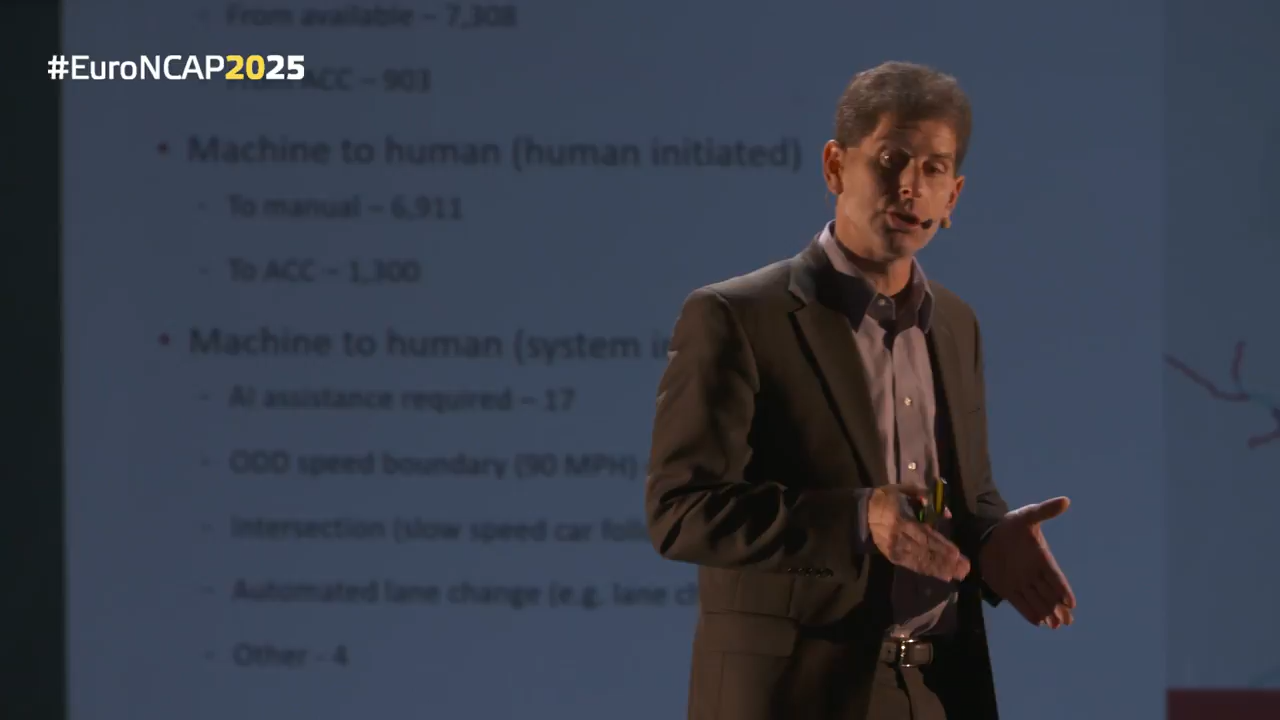 From available – 7,308
#EuroNCAP2025
From ACC – 903
• Machine to human (human initiated)
- To manual – 6,911
- To ACC – 1,300
• Machine to human (system
- AI assistance required – 17
- ODD speed boundary (90 MPH)
- Intersection (slow speed car
- Automated lane change (e.g. lane
- Other - 4